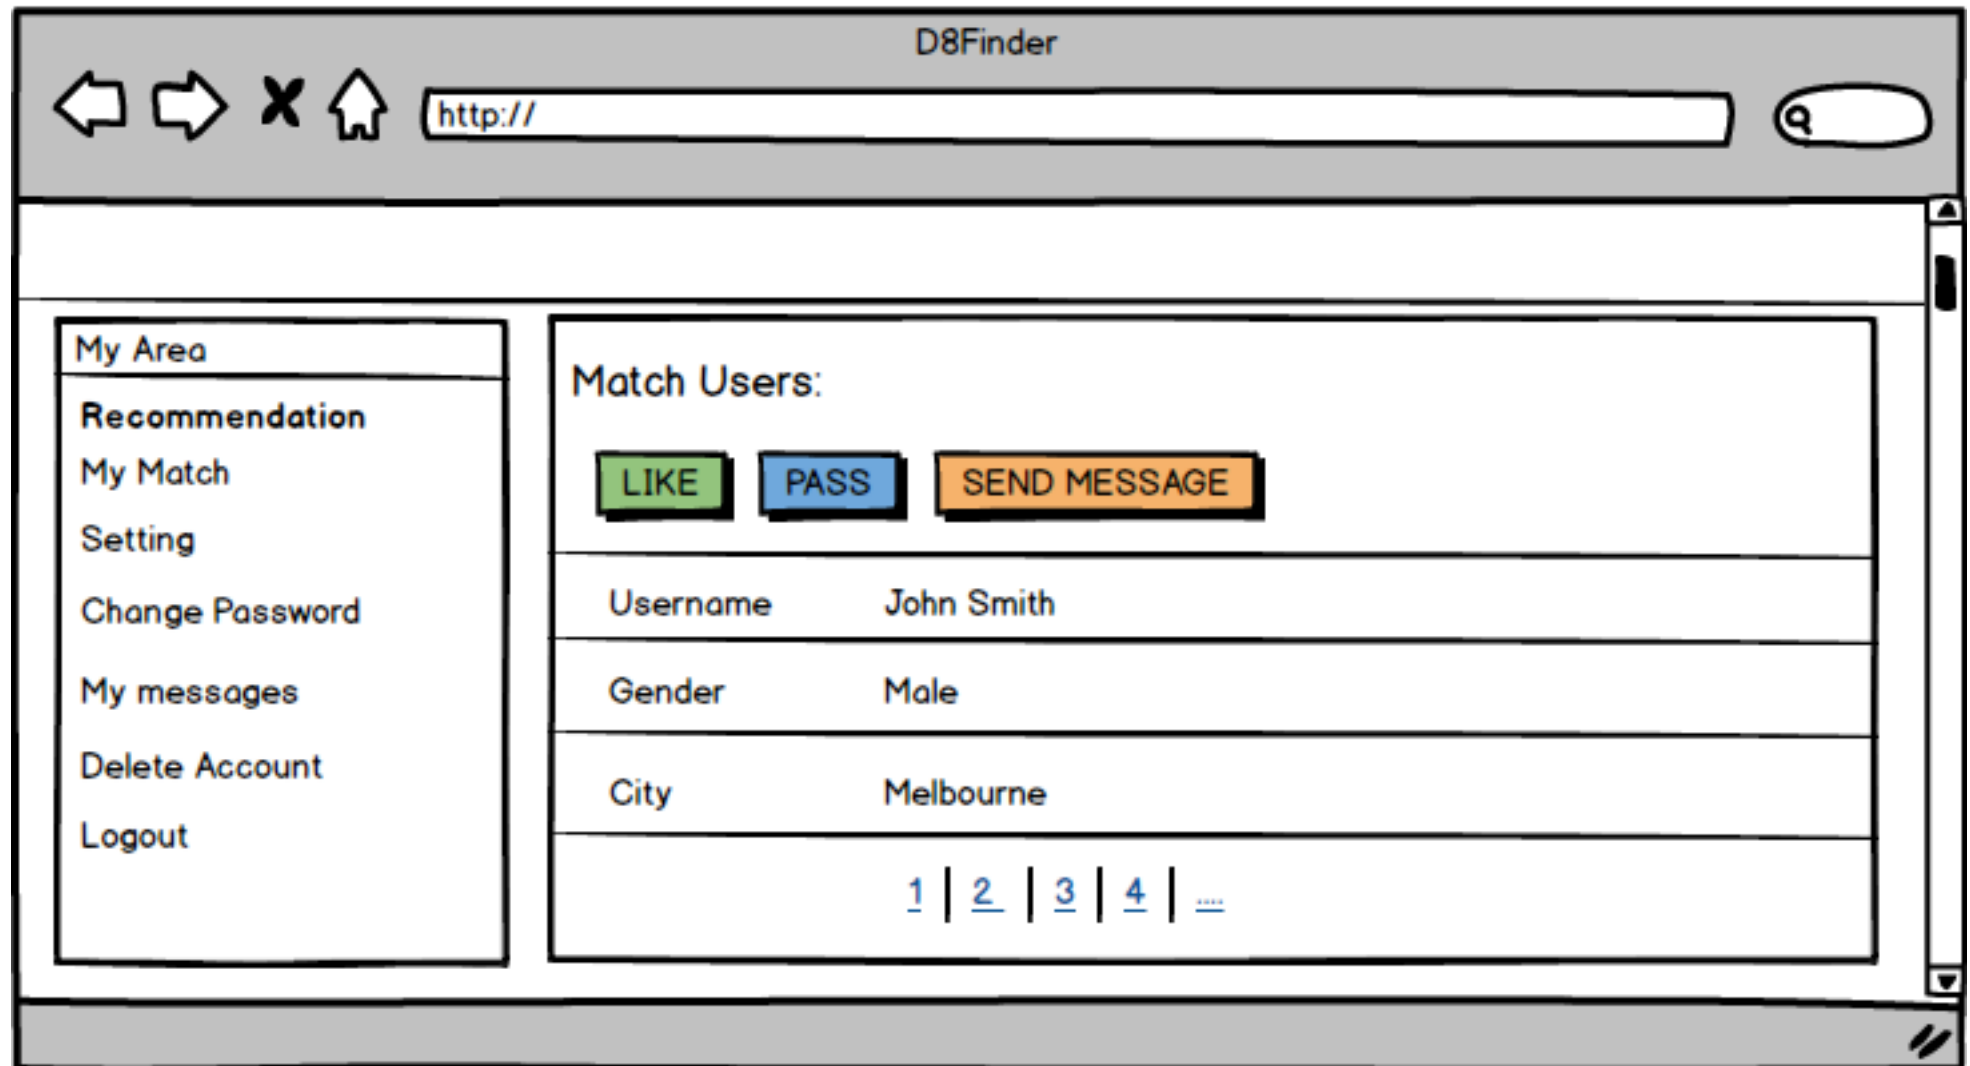 D8Finder
http://
My Area
Recommendation
My Match
Setting
Change Password
My messages
Delete Account
Logout
Match Users:
LIKE PASS SEND MESSAGE
Username John Smith
Gender Male
City Melbourne
1 | 2 | 3 | 4 | ....